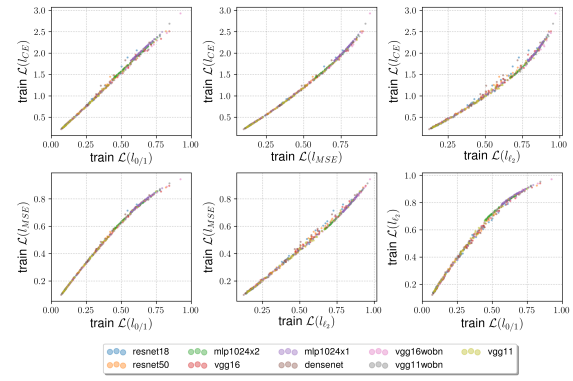 3.0 3.0 3.0
2.5 2.5 2.5
2.0 2.0 2.0
1.5 1.5 1.5
1.0 1.0 1.0
0.5 0.5 0.5
train L(l_CE) train L(l_CE) train L(l_CE)
0.00 0.25 0.50 0.75 1.00 0.25 0.50 0.75 0.25 0.50 0.75 1.00
train L(l_0/1) train L(l_MSE) train L(l_ℓ2)
0.8 0.8 1.0
0.6 0.6 0.8
0.4 0.4 0.6
0.2 0.2 0.4
0.2
train L(l_MSE) train L(l_MSE) train L(l_ℓ2)
0.00 0.25 0.50 0.75 1.00 0.25 0.50 0.75 1.00 0.00 0.25 0.50 0.75 1.00
train L(l_0/1) train L(l_ℓ2) train L(l_0/1)
resnet18 mlp1024x2 mlp1024x1 vgg16wobn vgg11
resnet50 vgg16 densenet vgg11wobn